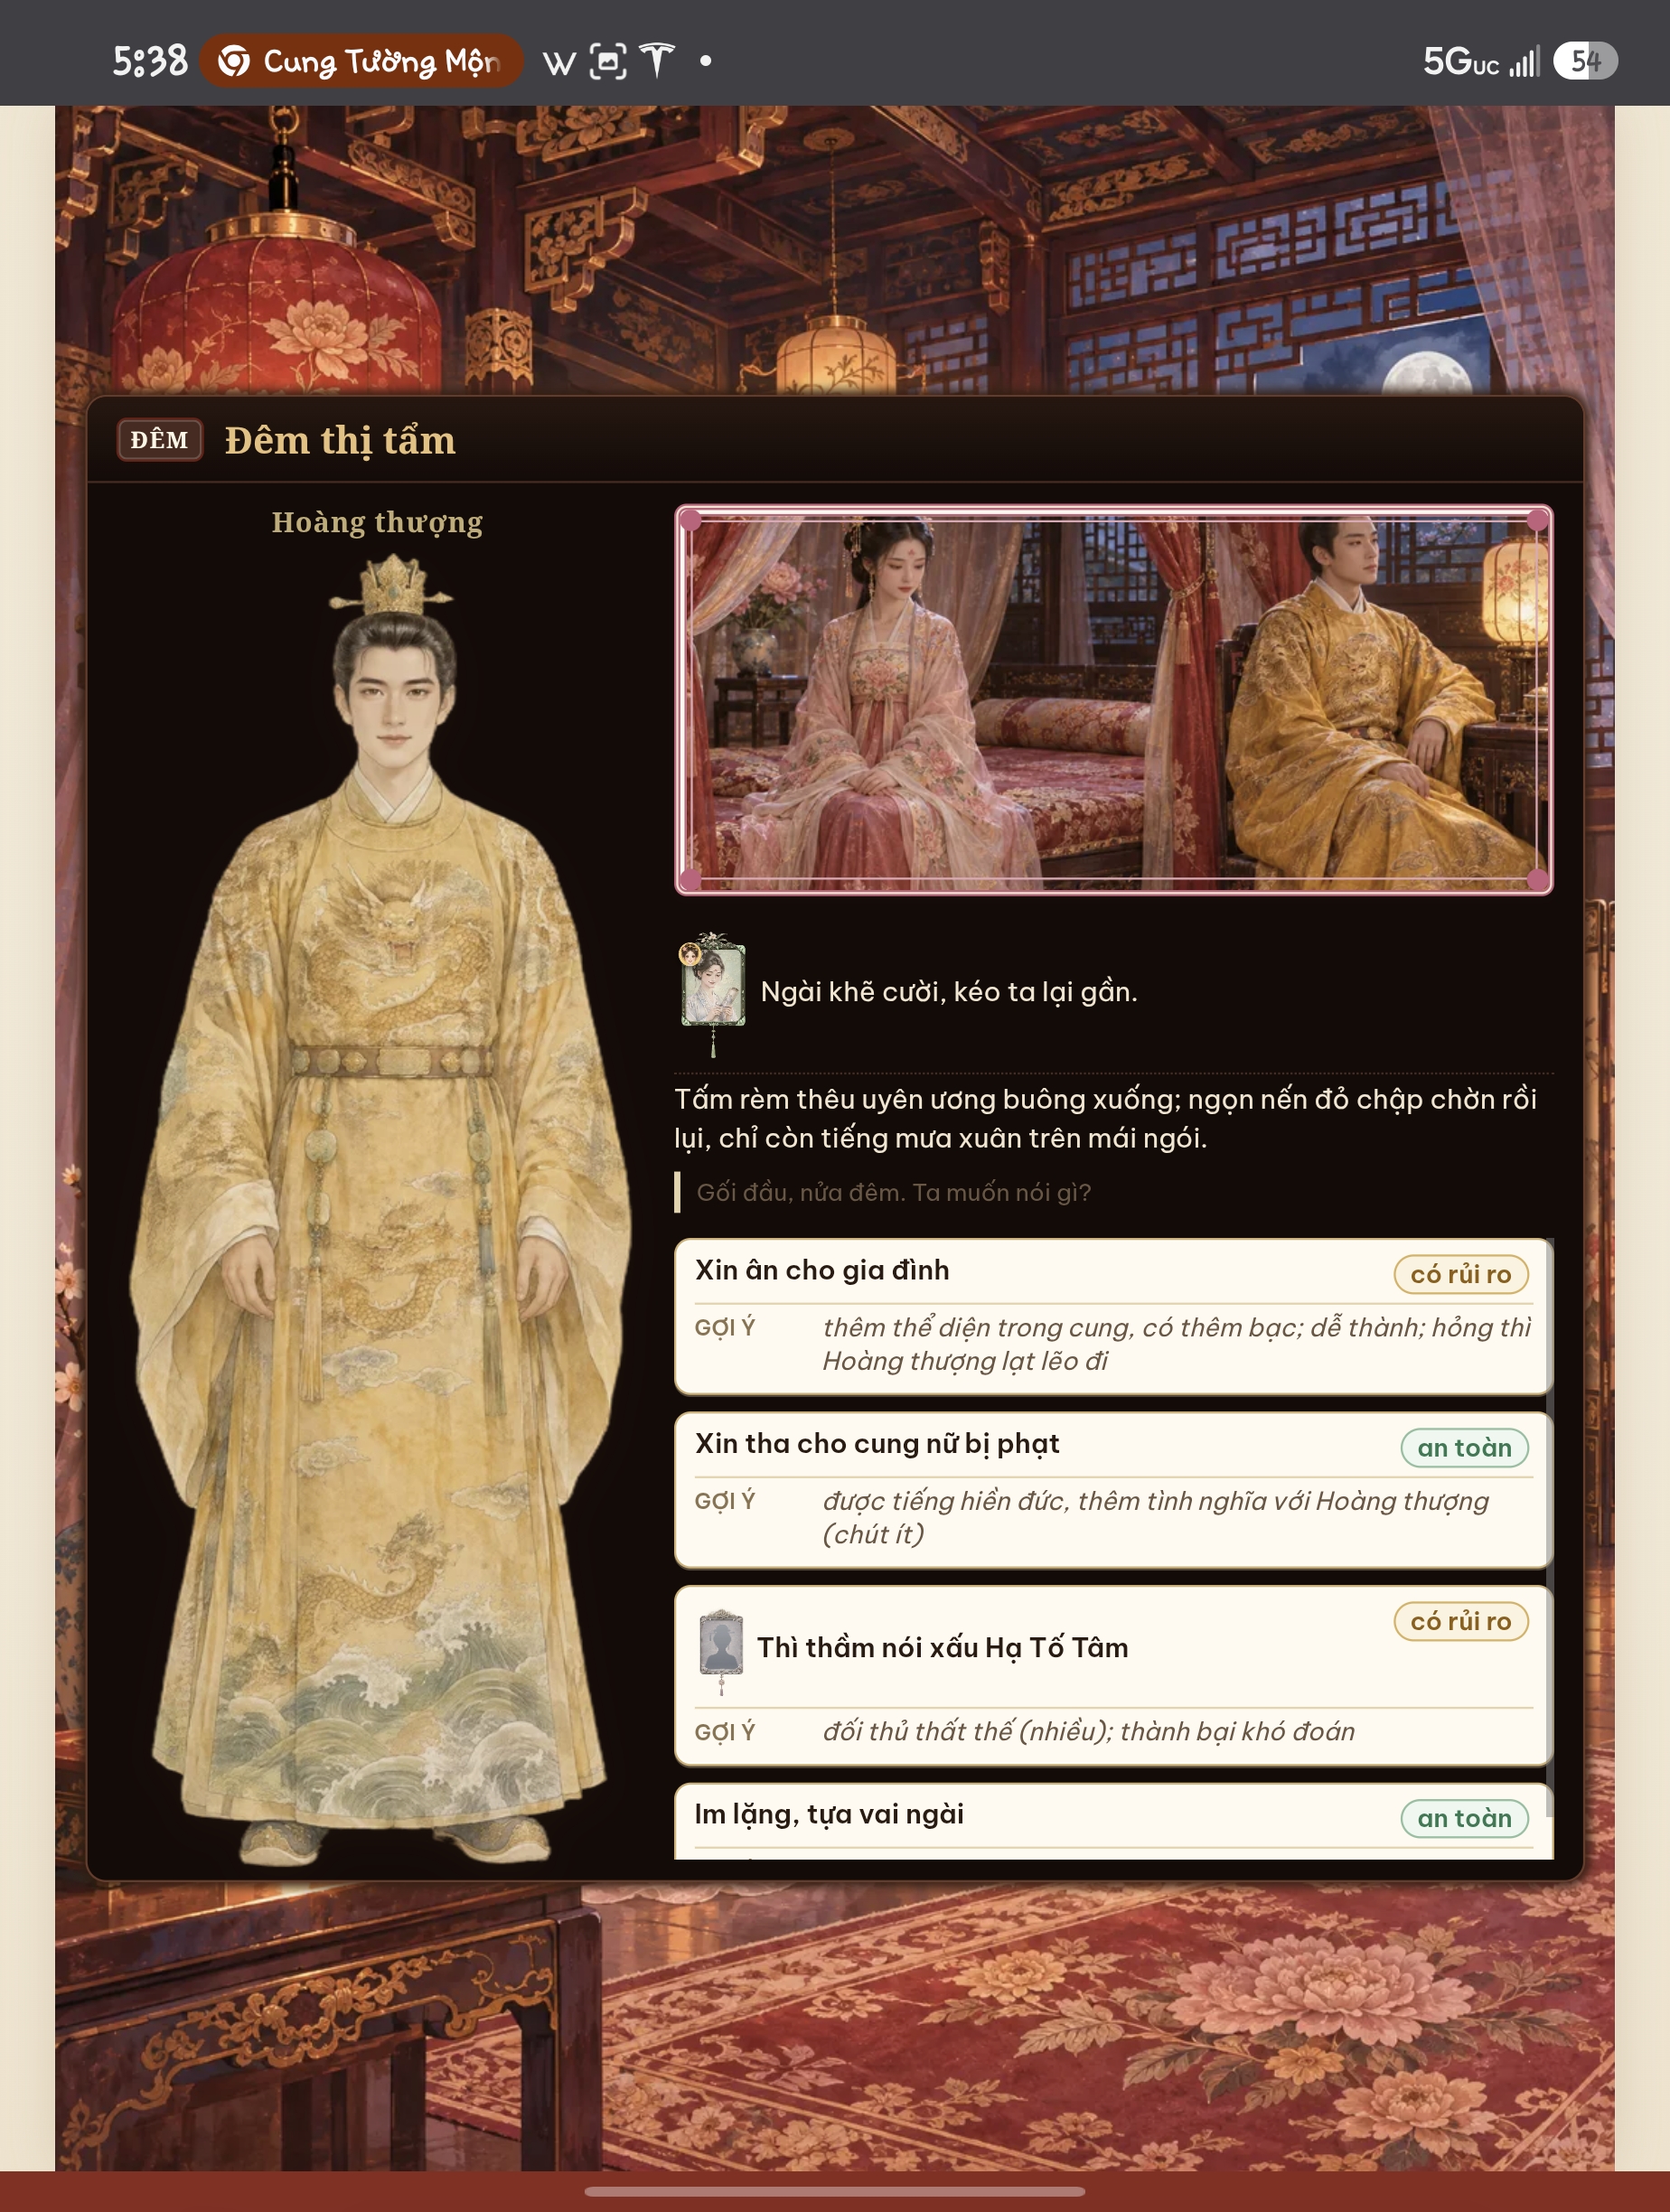 5:38
Cung Tường Mộn
5G UC
54
ĐÊM
Đêm thị tẩm
Hoàng thượng
Ngài khẽ cười, kéo ta lại gần.
Tấm rèm thêu uyên ương buông xuống; ngọn nến đỏ chập chờn rồi
lụi, chỉ còn tiếng mưa xuân trên mái ngói.
Gối đầu, nửa đêm. Ta muốn nói gì?
Xin ân cho gia đình
có rủi ro
GỢI Ý
thêm thể diện trong cung, có thêm bạc; dễ thành; hỏng thì
Hoàng thượng lạt lẽo đi
Xin tha cho cung nữ bị phạt
an toàn
GỢI Ý
được tiếng hiền đức, thêm tình nghĩa với Hoàng thượng
(chút ít)
Thì thầm nói xấu Hạ Tố Tâm
có rủi ro
GỢI Ý
đối thủ thất thế (nhiều); thành bại khó đoán
Im lặng, tựa vai ngài
an toàn